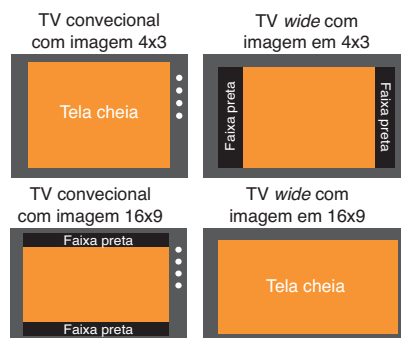 TV convecional
com imagem 4x3
Tela cheia
TV wide com
imagem em 4x3
Faixa preta
Faixa preta
TV convecional
com imagem 16x9
Faixa preta
Faixa preta
TV wide com
imagem em 16x9
Tela cheia